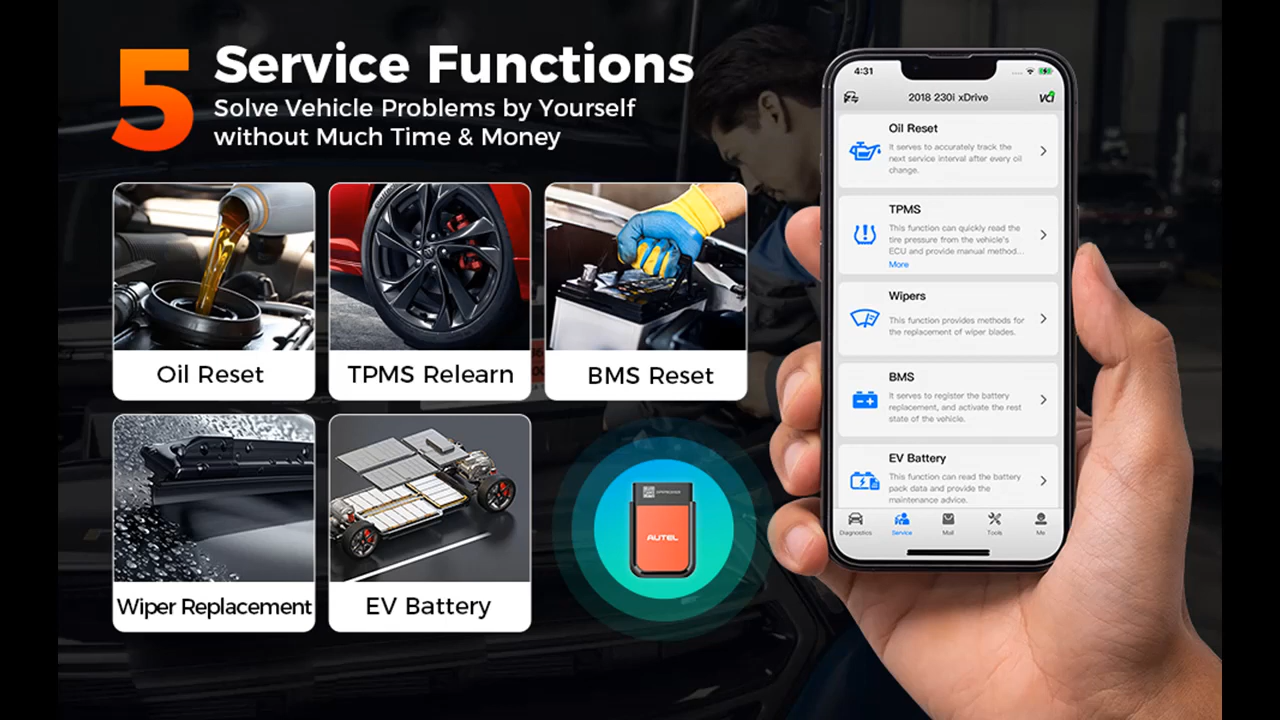 5
Service Functions
Solve Vehicle Problems by Yourself
without Much Time & Money
Oil Reset
TPMS Relearn
BMS Reset
Wiper Replacement
EV Battery
AUTEL
4:31
2018 230i xDrive
VCI
Oil Reset
It serves to accurately track the
next service interval after every oil
change.
TPMS
This function can quickly read the
tire pressure from the vehicle's
ECU and provide manual method...
More
Wipers
This function provides methods for
the replacement of wiper blades.
BMS
It serves to register the battery
replacement, and activate the rest
state of the vehicle.
EV Battery
This function can read the battery
pack data and provide the
maintenance advice.
Diagnostics
Service
Mall
Tools
Me